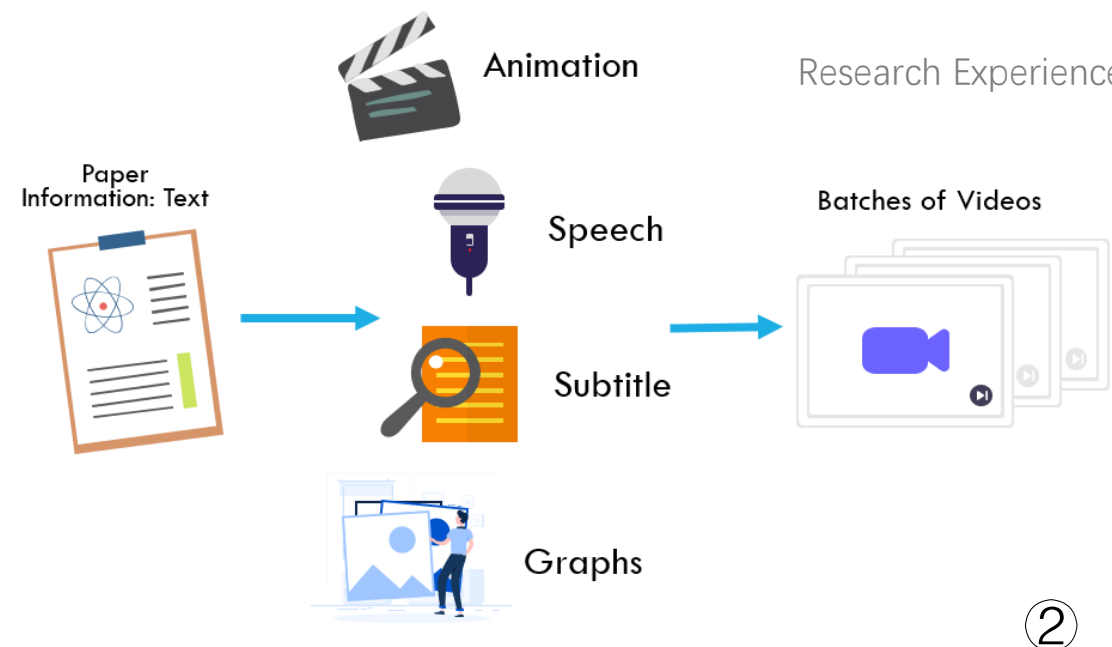 Animation
Research Experience
Paper
Information: Text
Speech
Batches of Videos
Subtitle
Graphs
②